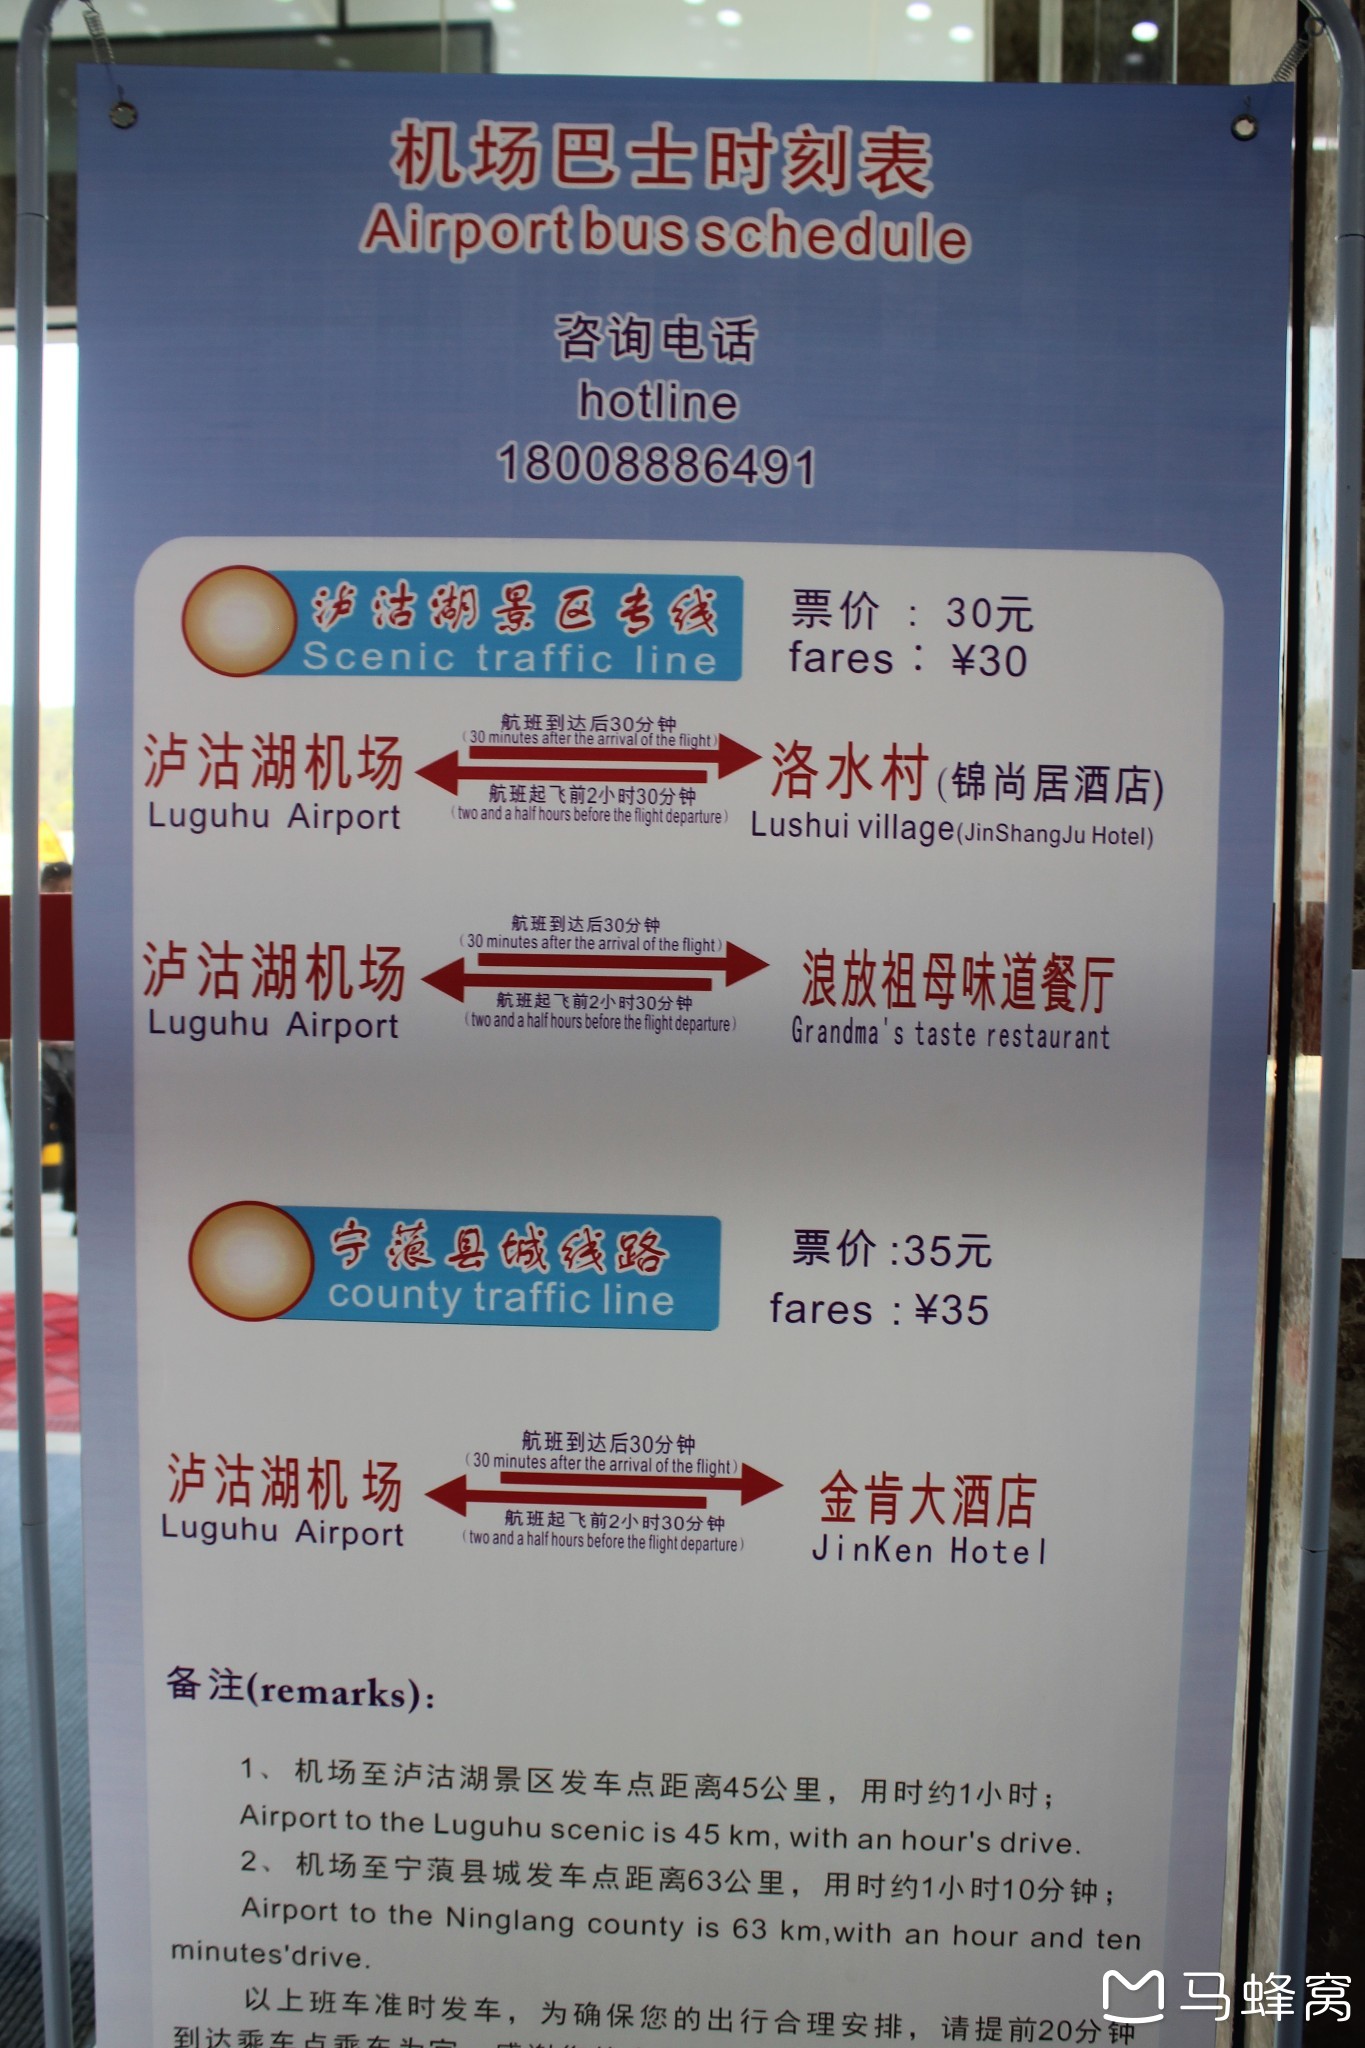 机场巴士时刻表
Airport bus schedule
咨询电话
hotline
18008886491
泸沽湖景区专线
Scenic traffic line
票价 : 30元
fares : ¥30
航班到达后30分钟
(30 minutes after the arrival of the flight)
泸沽湖机场
Luguhu Airport
航班起飞前2小时30分钟
(two and a half hours before the flight departure)
洛水村(锦尚居酒店)
Lushui village(JinShangJu Hotel)
航班到达后30分钟
(30 minutes after the arrival of the flight)
泸沽湖机场
Luguhu Airport
航班起飞前2小时30分钟
(two and a half hours before the flight departure)
浪放祖母味道餐厅
Grandma's taste restaurant
宁蒗县城线路
county traffic line
票价 :35元
fares : ¥35
航班到达后30分钟
(30 minutes after the arrival of the flight)
泸沽湖机场
Luguhu Airport
航班起飞前2小时30分钟
(two and a half hours before the flight departure)
金肯大酒店
JinKen Hotel
备注(remarks):
1、机场至泸沽湖景区发车点距离45公里，用时约1小时；
Airport to the Luguhu scenic is 45 km, with an hour's drive.
2、机场至宁蒗县城发车点距离63公里，用时约1小时10分钟；
Airport to the Ninglang county is 63 km,with an hour and ten
minutes'drive.
以上班车准时发车，为确保您的出行合理安排，请提前20分钟
到达乘车点乘车为宜
马蜂窝